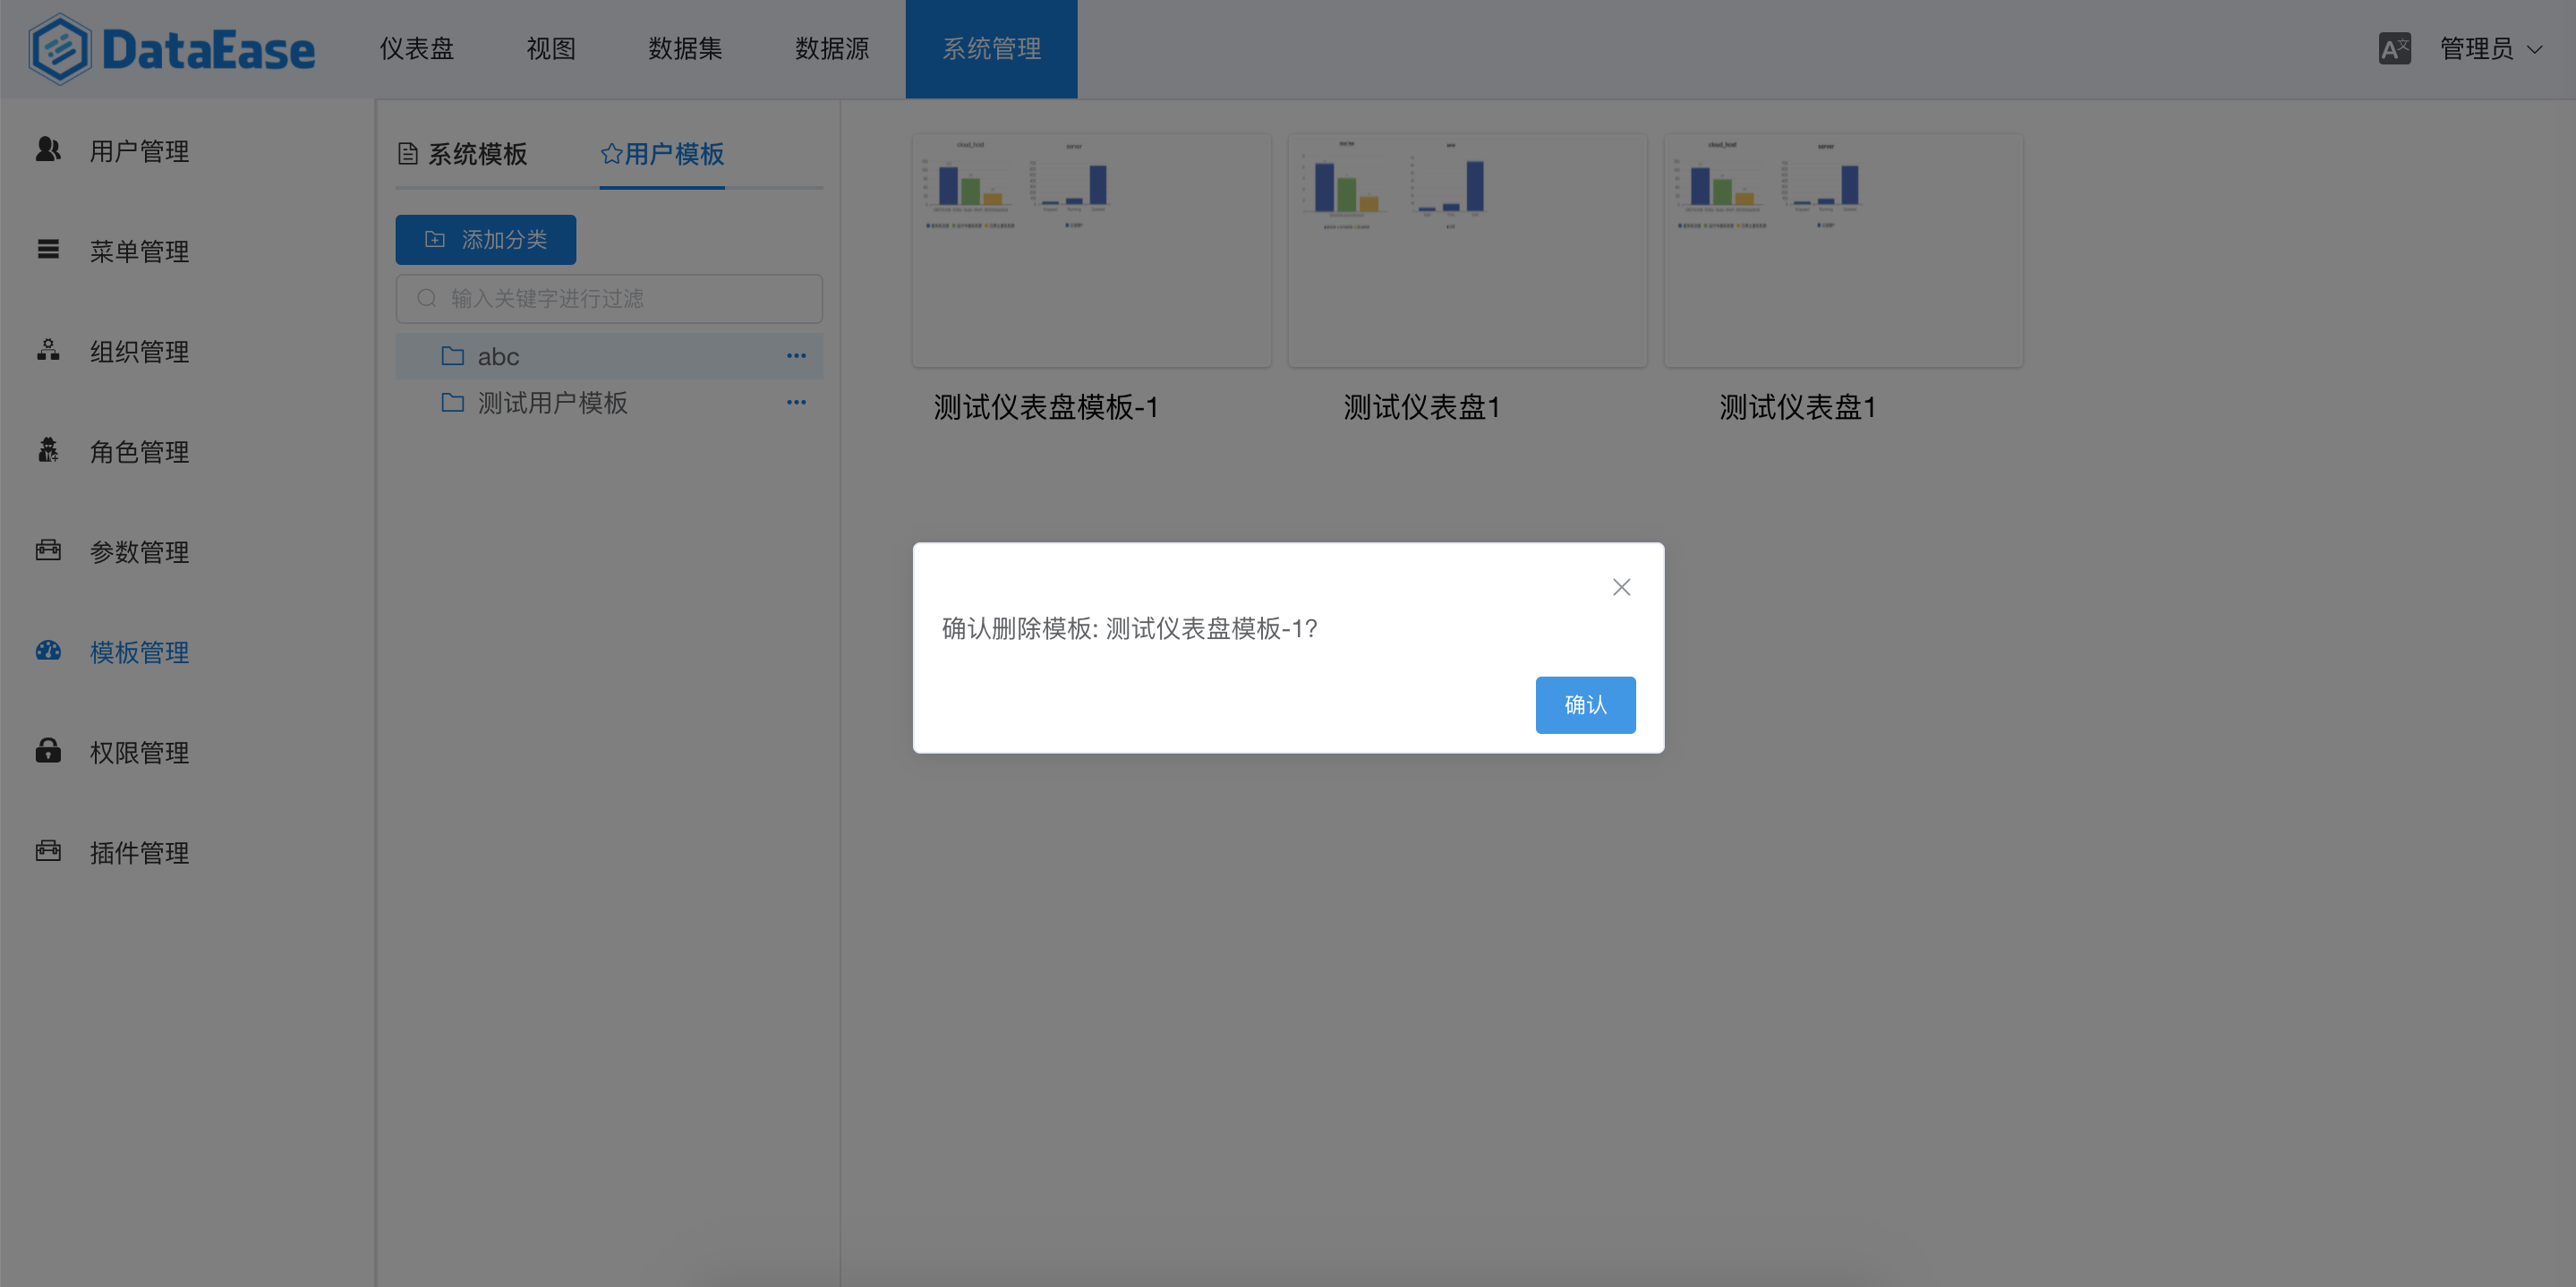 DataEase 仪表盘 视图 数据集 数据源 系统管理 管理员
用户管理
菜单管理
组织管理
角色管理
参数管理
模板管理
权限管理
插件管理
系统模板 用户模板
添加分类
输入关键字进行过滤
abc
测试用户模板
cloud_host server
cloud_host server
测试仪表盘模板-1 测试仪表盘1 测试仪表盘1
确认删除模板: 测试仪表盘模板-1?
确认